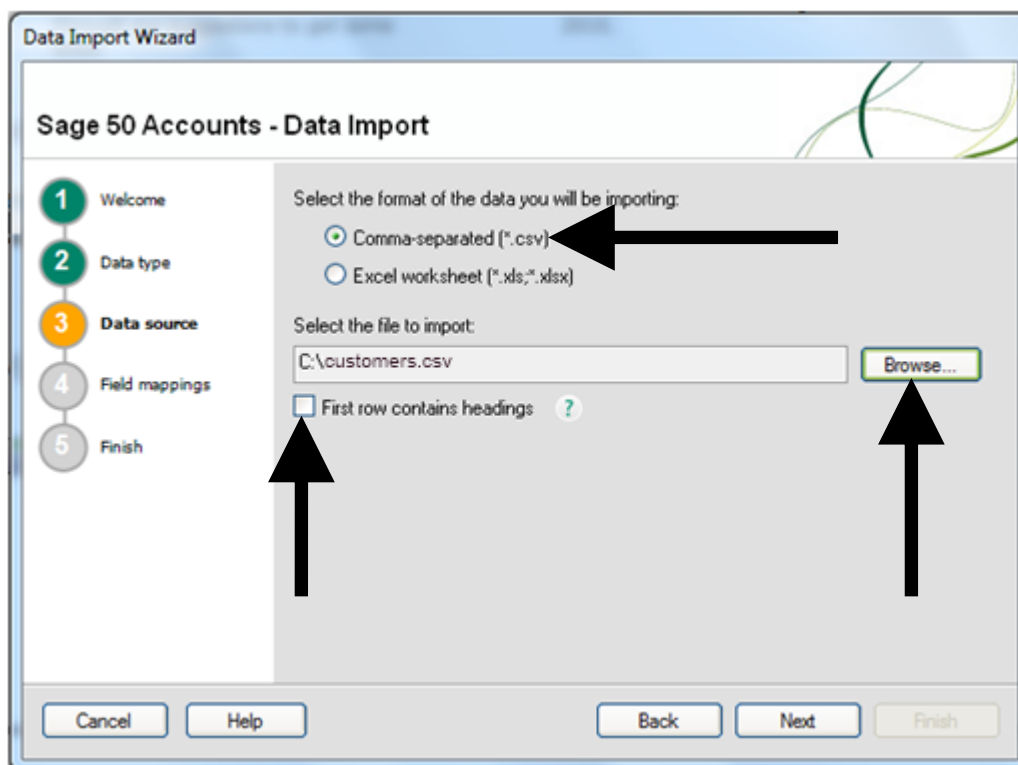 Data Import Wizard
Sage 50 Accounts - Data Import
1 Welcome
2 Data type
3 Data source
4 Field mappings
5 Finish
Select the format of the data you will be importing:
Comma-separated (*.csv)
Excel worksheet (*.xls;*.xlsx)
Select the file to import:
C:\customers.csv
Browse...
First row contains headings ?
Cancel Help Back Next Finish